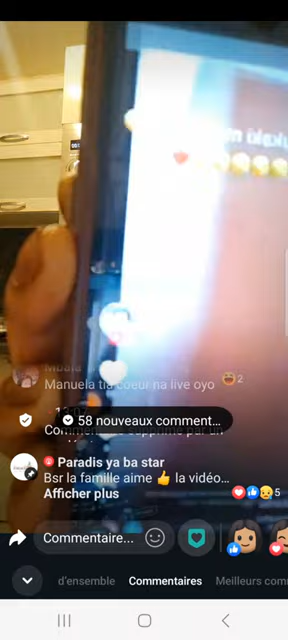 Manuela tia coeur na live oyo
2
58 nouveaux comment...
Paradis ya ba star
Bsr la famille aime 👍 la vidéo...
Afficher plus
5
Commentaire...
d'ensemble Commentaires Meilleurs com